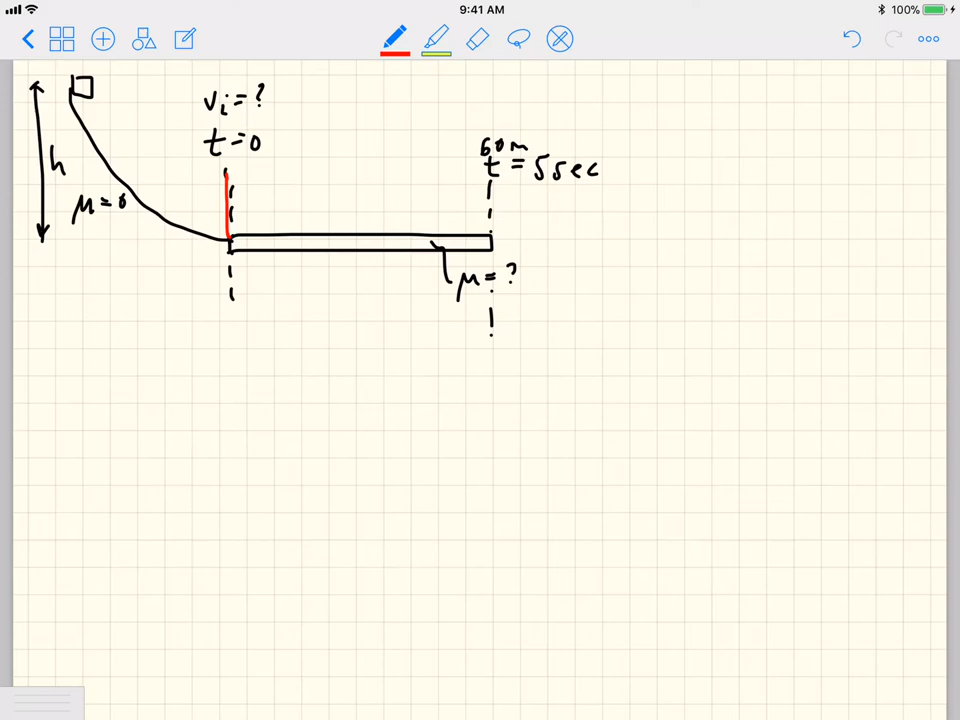 9:41 AM
100%
vi = ?
t = 0
60 m
t = 5 sec
h
μ = 0
μ = ?